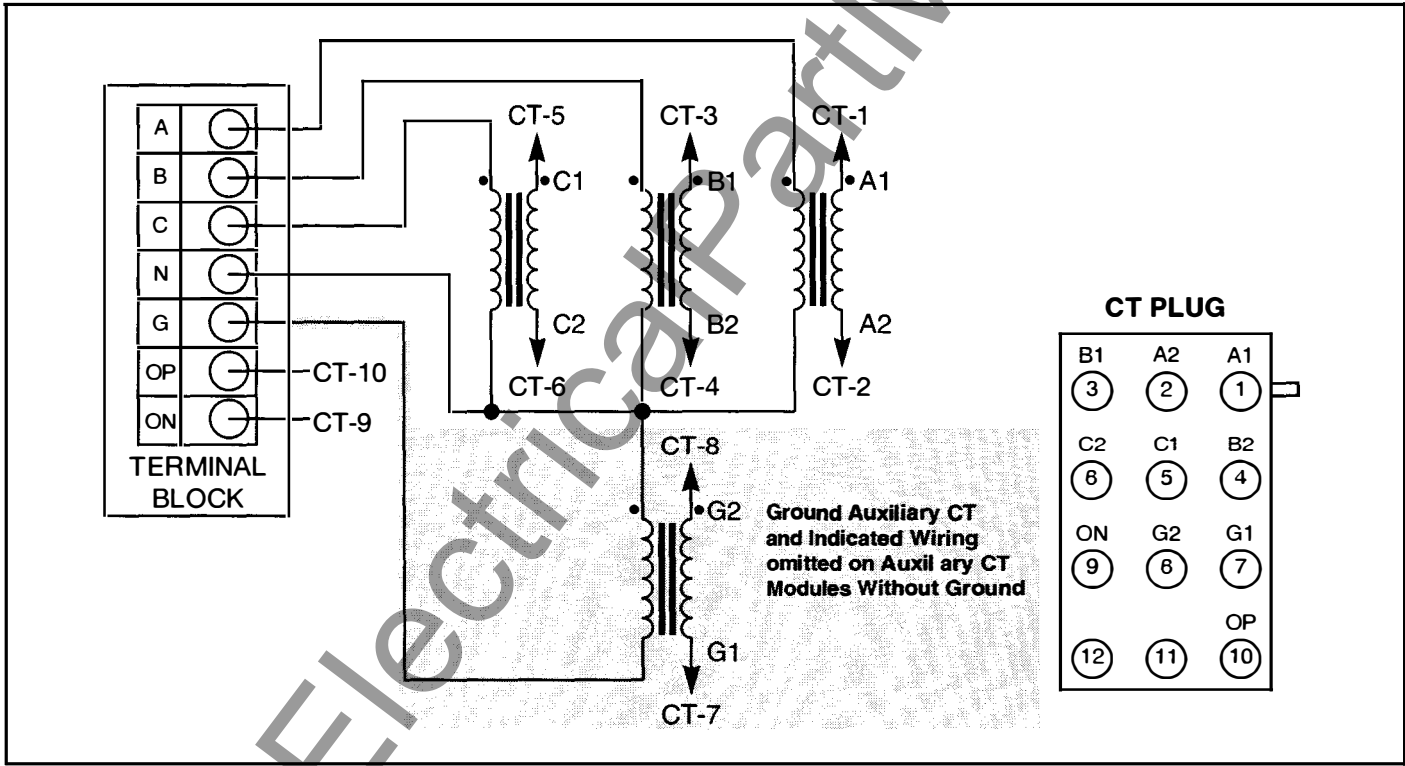 A
B
C
N
G
OP
ON
TERMINAL
BLOCK
CT-10
CT-9
CT-5
CT-3
CT-1
C1
B1
A1
C2
B2
A2
CT-6
CT-4
CT-2
CT-8
G2
G1
CT-7
Ground Auxiliary CT
and Indicated Wiring
omitted on Auxil ary CT
Modules Without Ground
CT PLUG
B1 A2 A1
3 2 1
C2 C1 B2
6 5 4
ON G2 G1
9 6 7
OP
12 11 10
ElectricalPartM